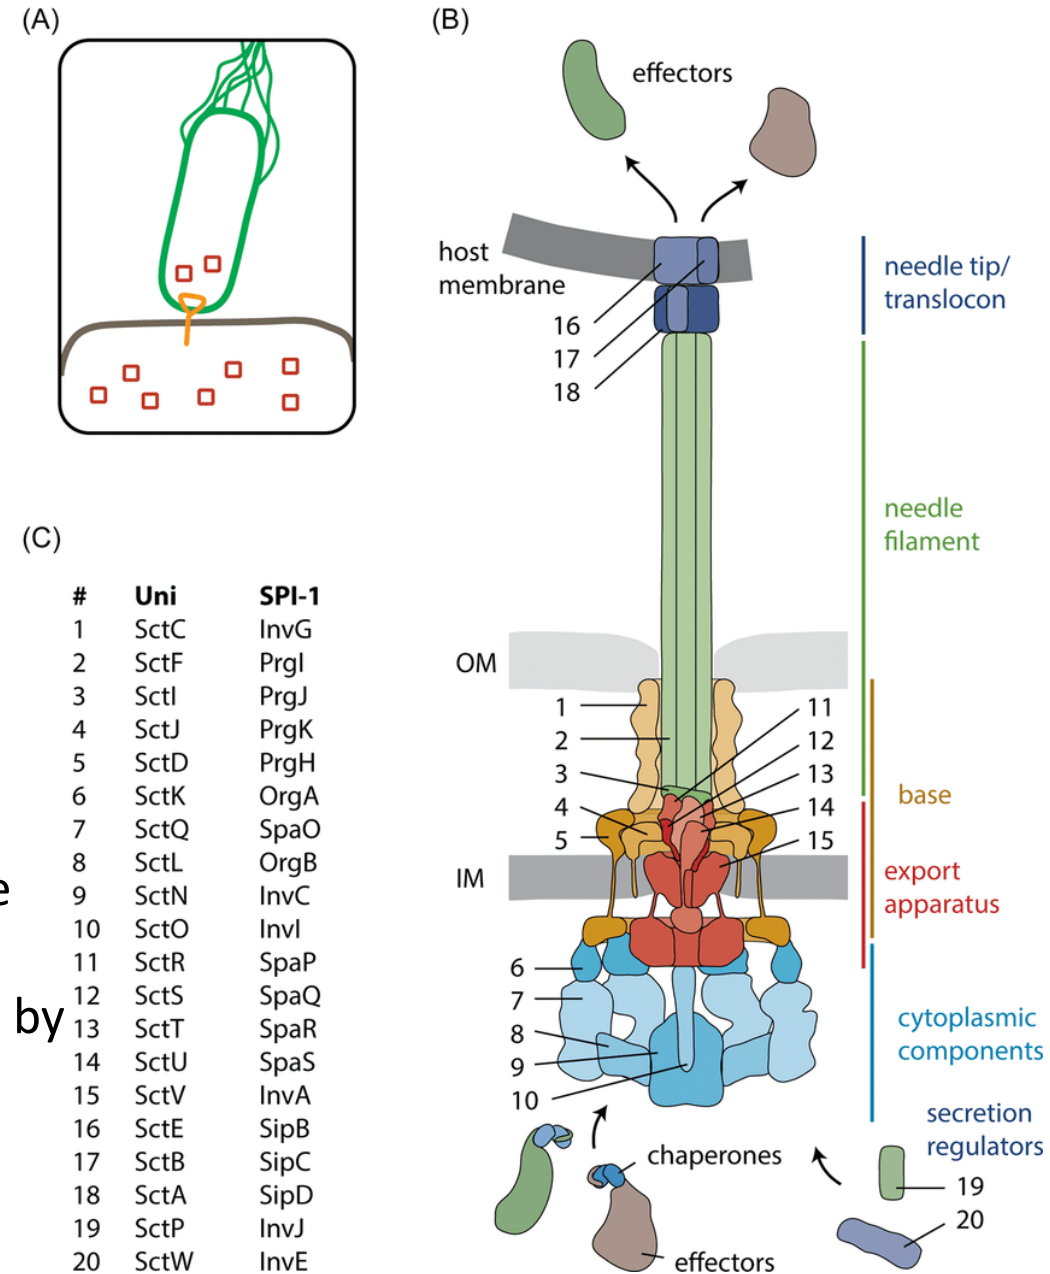 (A)
(B)
effectors
host
membrane
needle tip/
translocon
16
17
18
needle
filament
(C)
# Uni SPI-1
1 SctC InvG
2 SctF PrgI
3 SctI PrgJ
4 SctJ PrgK
5 SctD PrgH
6 SctK OrgA
7 SctQ SpaO
8 SctL OrgB
9 SctN InvC
10 SctO InvI
11 SctR SpaP
12 SctS SpaQ
13 SctT SpaR
14 SctU SpaS
15 SctV InvA
16 SctE SipB
17 SctB SipC
18 SctA SipD
19 SctP InvJ
20 SctW InvE
e
by
OM
1
2
3
4
5
11
12
13
14
15
base
IM
export
apparatus
6
7
8
9
10
cytoplasmic
components
secretion
regulators
chaperones
19
20
effectors